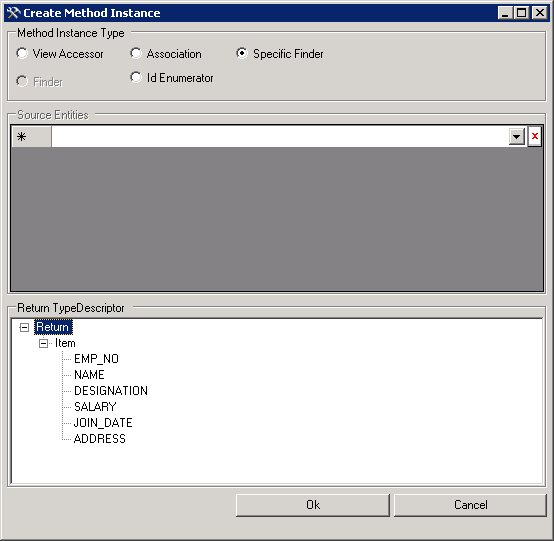 Create Method Instance
Method Instance Type
View Accessor Association Specific Finder
Finder Id Enumerator
Source Entities
Return TypeDescriptor
Return
Item
EMP_NO
NAME
DESIGNATION
SALARY
JOIN_DATE
ADDRESS
Ok Cancel